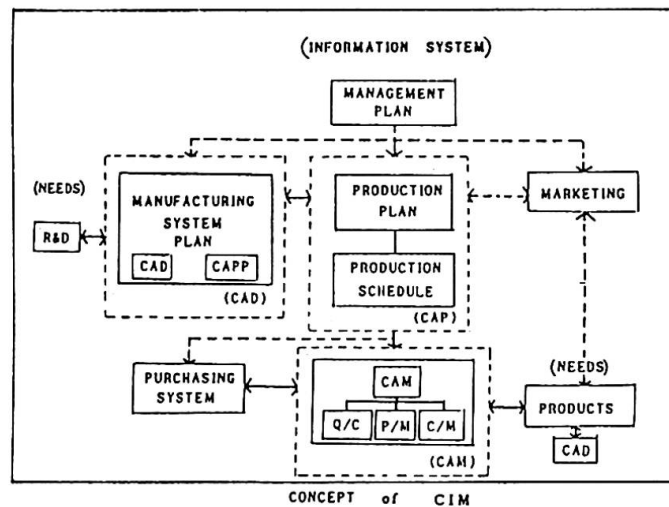 (INFORMATION SYSTEM)
MANAGEMENT
PLAN
(NEEDS)
R&D
MANUFACTURING
SYSTEM
PLAN
CAD
CAPP
(CAD)
PRODUCTION
PLAN
PRODUCTION
SCHEDULE
(CAP)
MARKETING
PURCHASING
SYSTEM
CAM
Q/C
P/M
C/M
(CAM)
(NEEDS)
PRODUCTS
CAD
CONCEPT of CIM